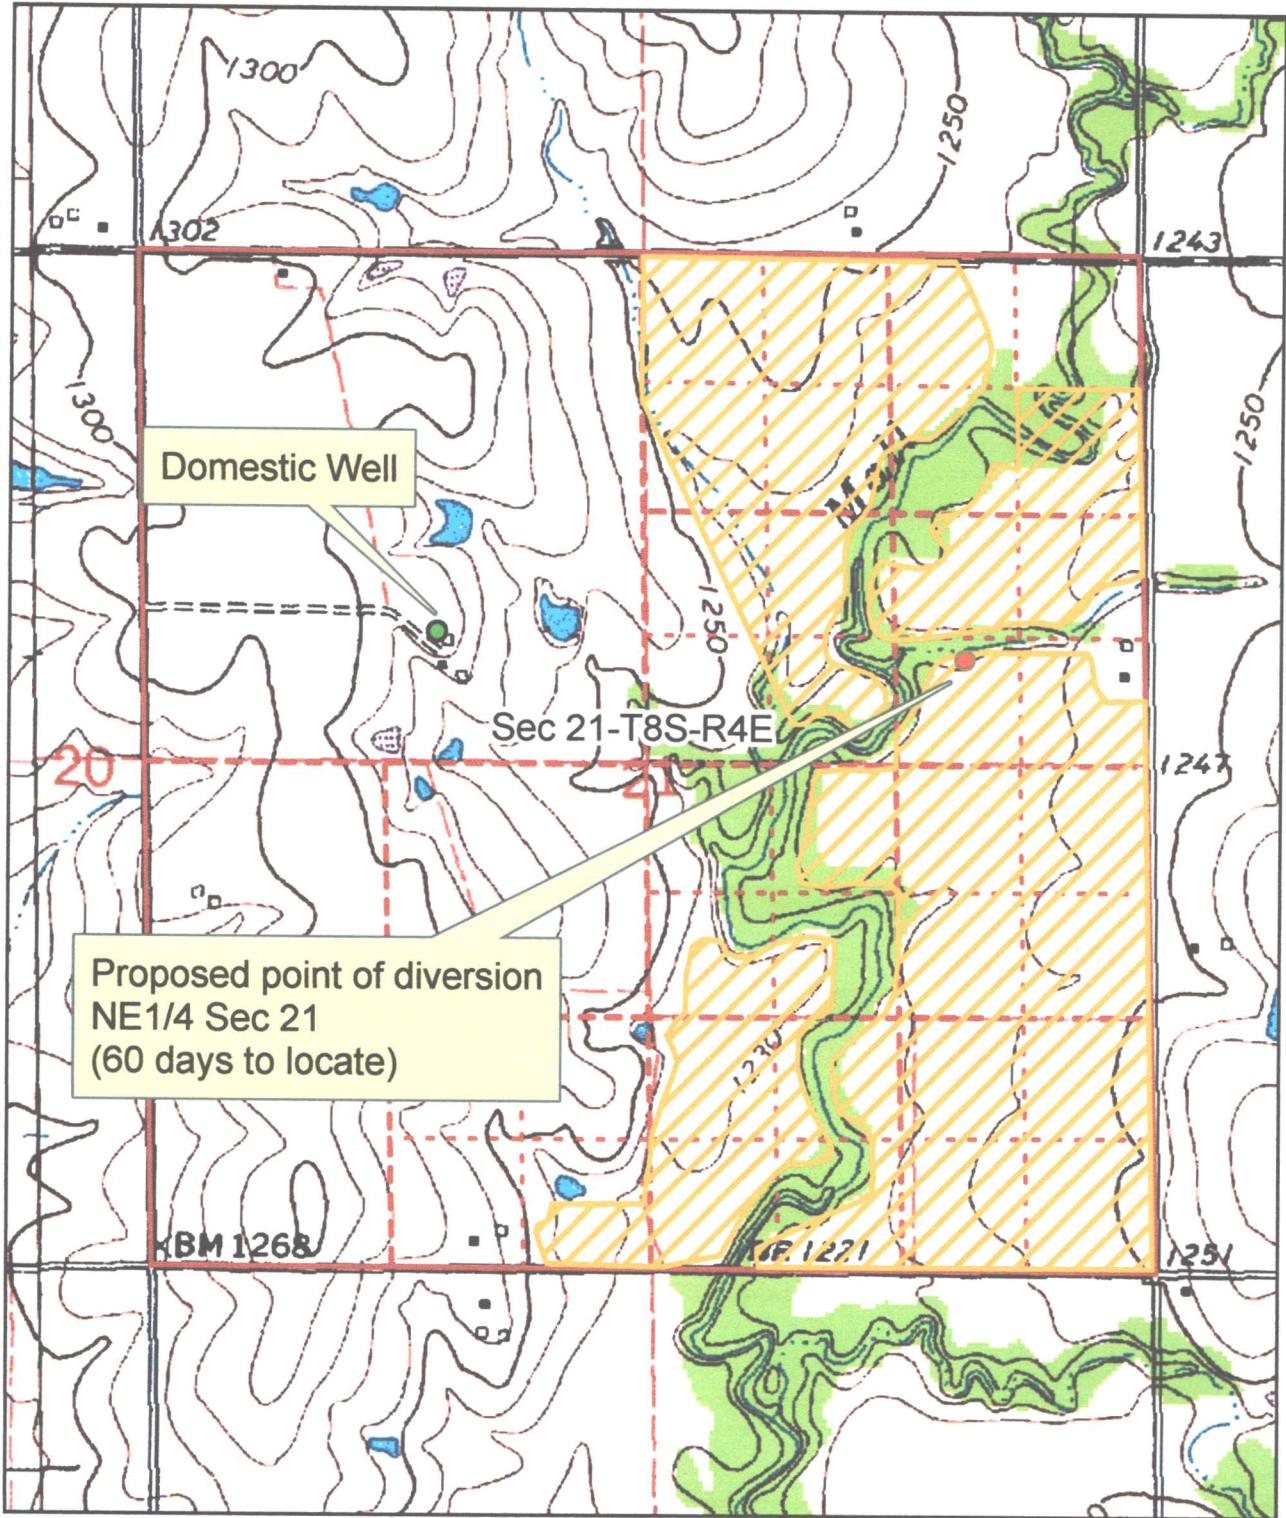 1300
1250
1302
1243
1300
1250
Domestic Well
1250
Sec 21-T8S-R4E
20
21
1247
Proposed point of diversion
NE1/4 Sec 21
(60 days to locate)
1230
BM 1268
1221
1251